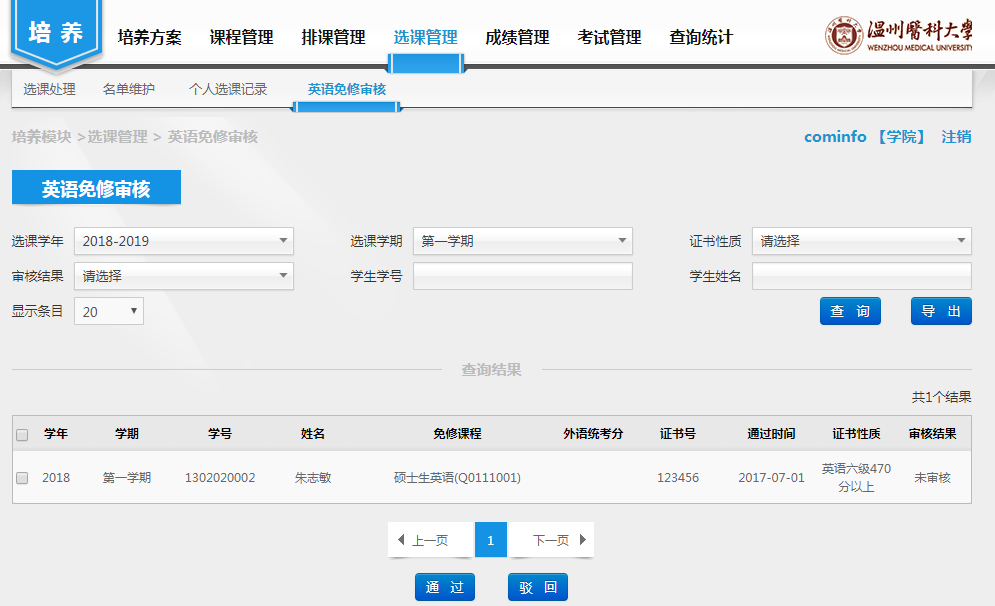 培 养
培养方案 课程管理 排课管理 选课管理 成绩管理 考试管理 查询统计
温州醫科大学
WENZHOU MEDICAL UNIVERSITY
选课处理 名单维护 个人选课记录 英语免修审核
培养模块 >选课管理 > 英语免修审核
cominfo 【学院】 注销
英语免修审核
选课学年 2018-2019 选课学期 第一学期 证书性质 请选择
审核结果 请选择 学生学号 学生姓名
显示条目 20 查 询 导 出
查询结果
共1个结果
学年 学期 学号 姓名 免修课程 外语统考分 证书号 通过时间 证书性质 审核结果
2018 第一学期 1302020002 朱志敏 硕士生英语(Q0111001) 123456 2017-07-01 英语六级470分以上 未审核
上一页 1 下一页
通 过 驳 回